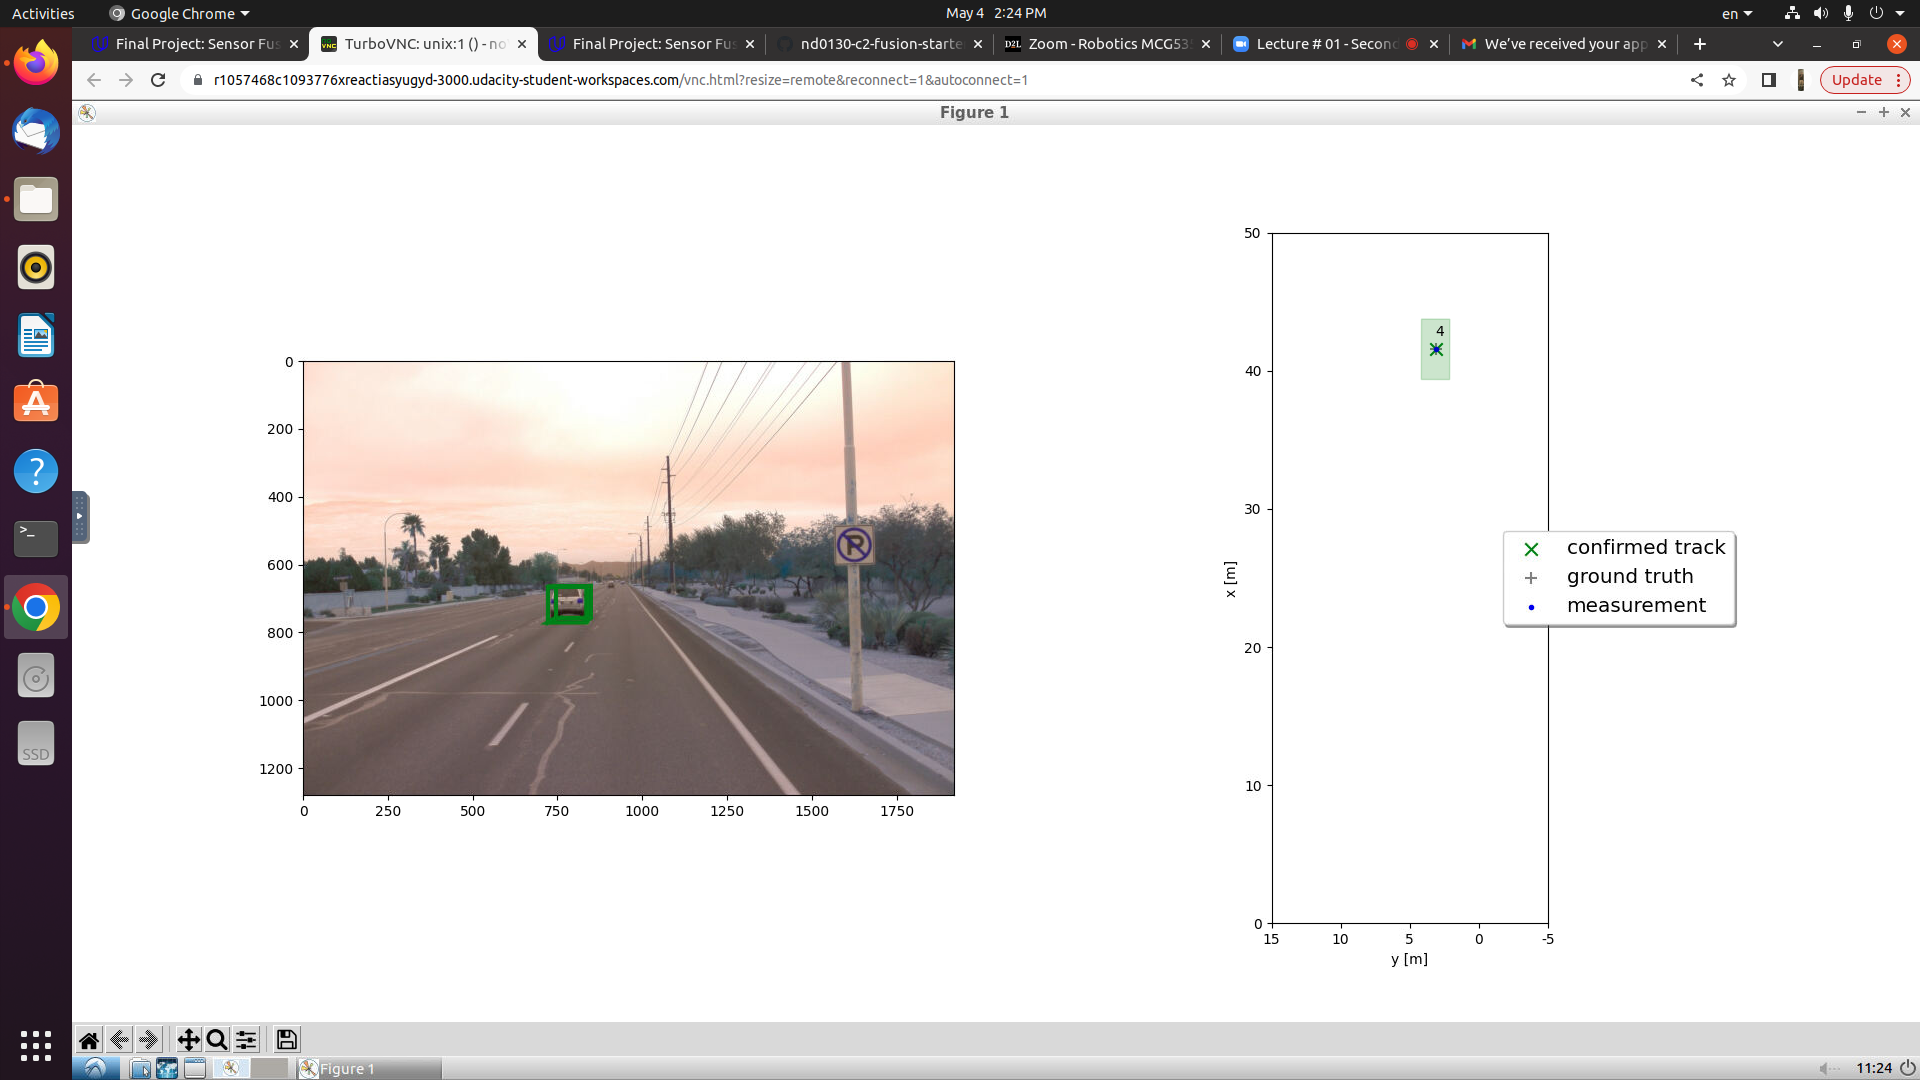 Activities
Google Chrome
May 4 2:24 PM
en
Final Project: Sensor Fus
TurboVNC: unix:1 () - no
Final Project: Sensor Fus
nd0130-c2-fusion-starte
Zoom - Robotics MCG53
Lecture # 01 - Second
We've received your app
r1057468c1093776xreactiasyugyd-3000.udacity-student-workspaces.com/vnc.html?resize=remote&reconnect=1&autoconnect=1
Update
Figure 1
0
200
400
600
800
1000
1200
0
250
500
750
1000
1250
1500
1750
P
50
40
30
20
10
0
x [m]
15
10
5
0
-5
y [m]
4
confirmed track
ground truth
measurement
SSD
Figure 1
11:24